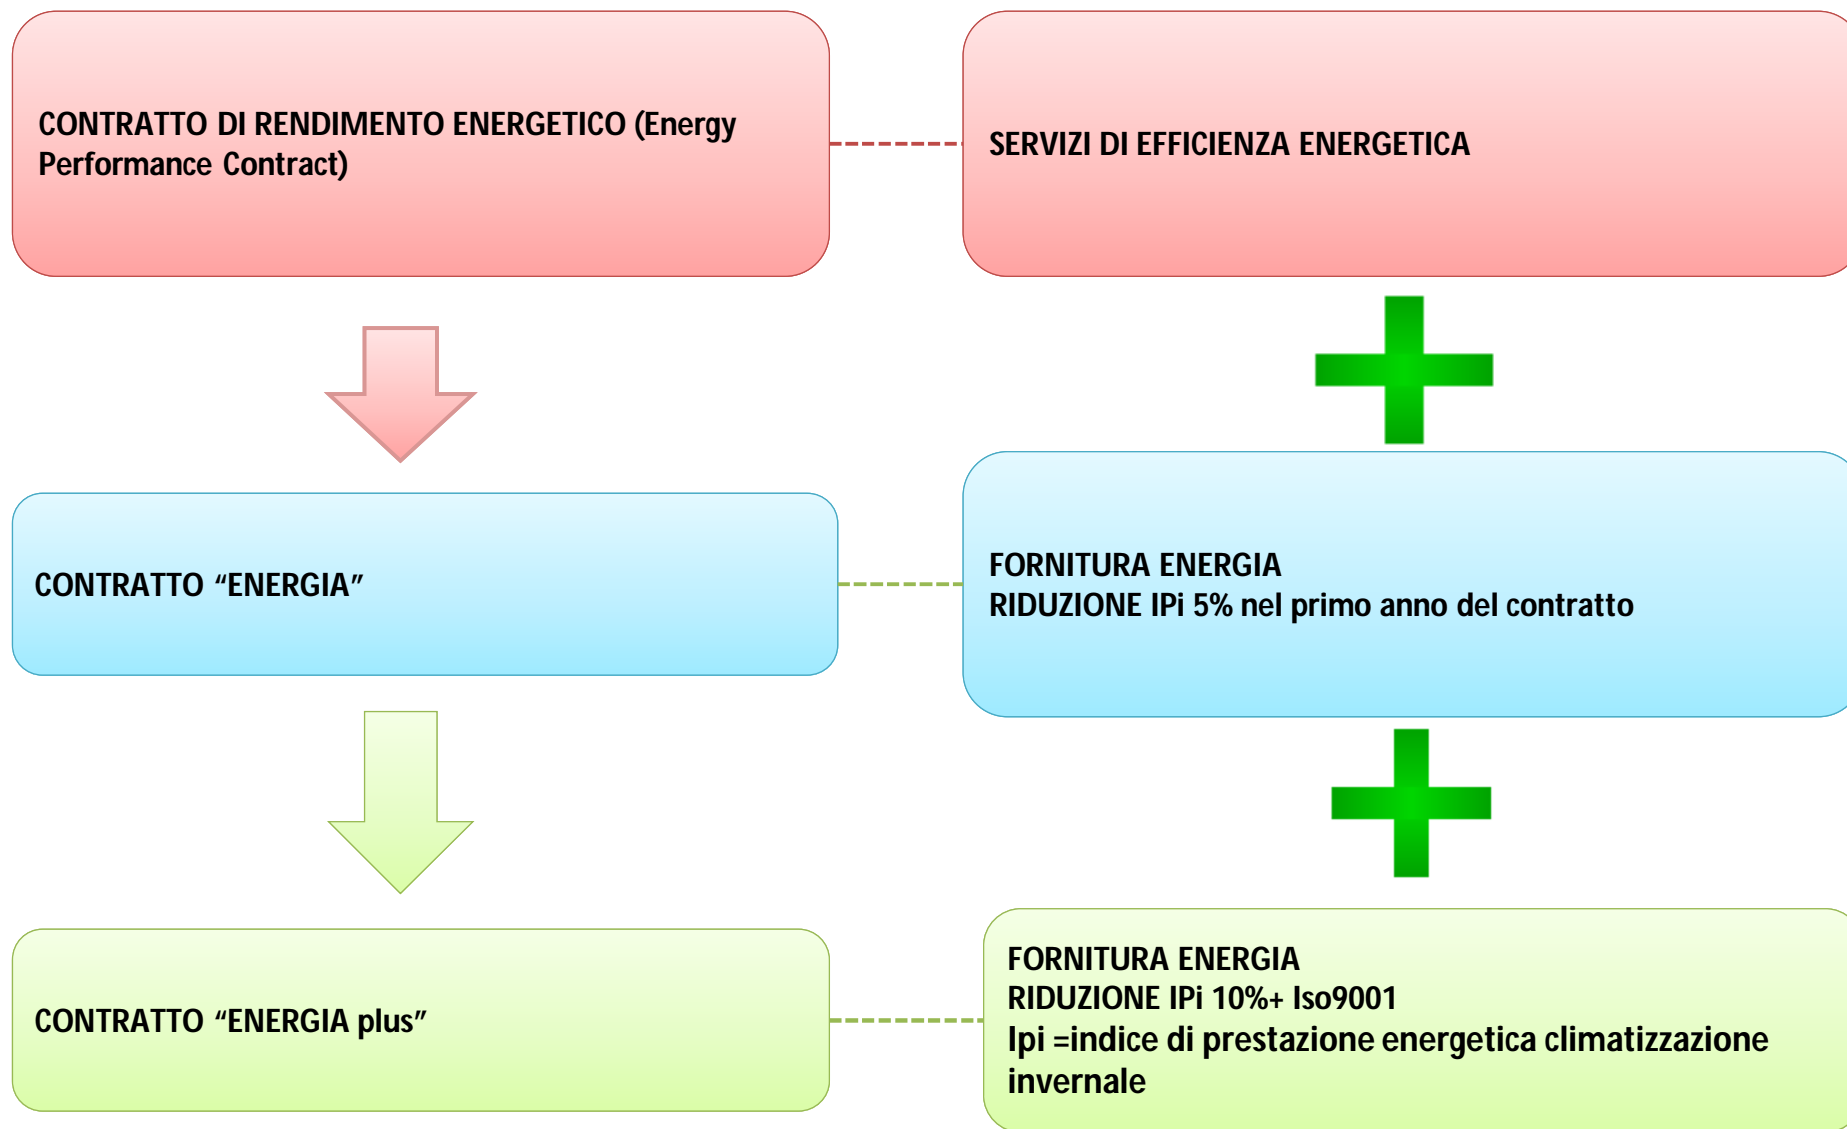 CONTRATTO DI RENDIMENTO ENERGETICO (Energy
Performance Contract)
SERVIZI DI EFFICIENZA ENERGETICA
CONTRATTO “ENERGIA”
FORNITURA ENERGIA
RIDUZIONE IPi 5% nel primo anno del contratto
CONTRATTO “ENERGIA plus”
FORNITURA ENERGIA
RIDUZIONE IPi 10%+ Iso9001
Ipi =indice di prestazione energetica climatizzazione
invernale